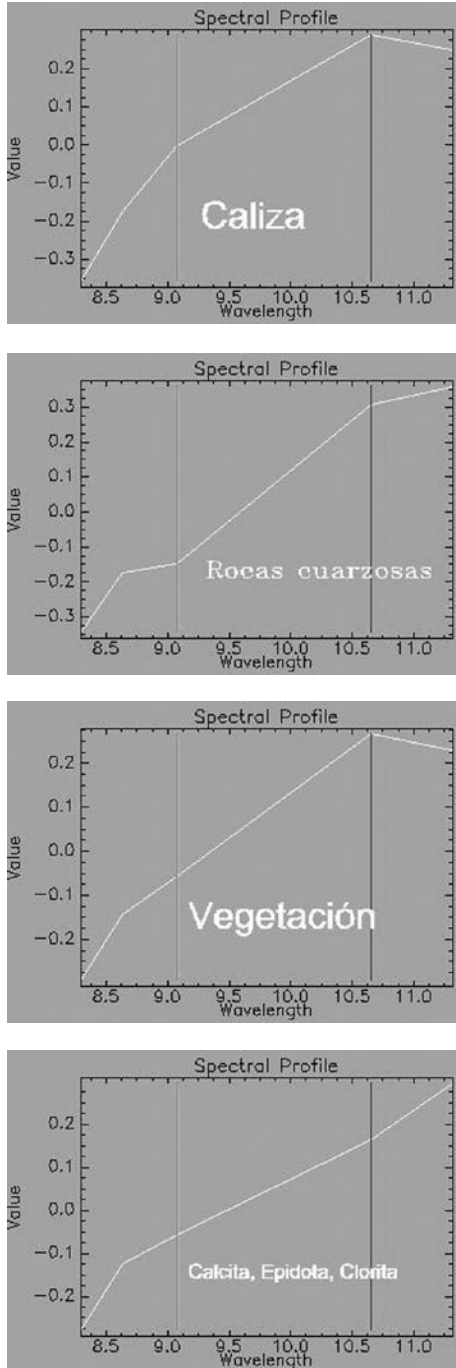 Spectral Profile
0.2
0.1
0.0
-0.1
-0.2
-0.3
Value
Caliza
8.5 9.0 9.5 10.0 10.5 11.0
Wavelength
Spectral Profile
0.3
0.2
0.1
0.0
-0.1
-0.2
-0.3
Value
Rocas cuarzosas
8.5 9.0 9.5 10.0 10.5 11.0
Wavelength
Spectral Profile
0.2
0.1
0.0
-0.1
-0.2
Value
Vegetación
8.5 9.0 9.5 10.0 10.5 11.0
Wavelength
Spectral Profile
0.2
0.1
0.0
-0.1
-0.2
Value
Calcita, Epidota, Clorita
8.5 9.0 9.5 10.0 10.5 11.0
Wavelength